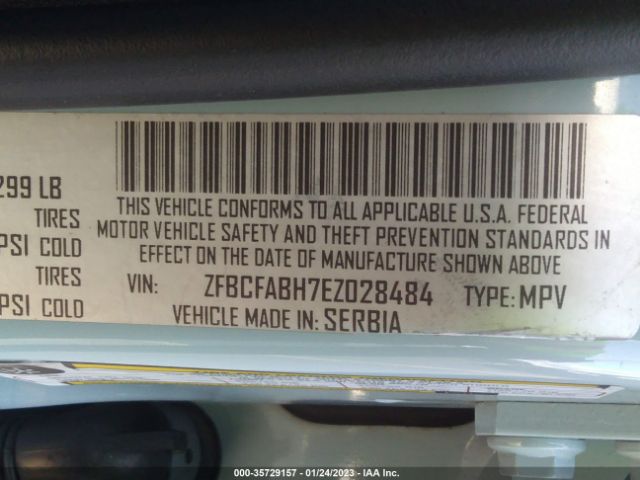 299 LB
TIRES
PSI COLD
TIRES
PSI COLD
THIS VEHICLE CONFORMS TO ALL APPLICABLE U.S.A. FEDERAL
MOTOR VEHICLE SAFETY AND THEFT PREVENTION STANDARDS IN
EFFECT ON THE DATE OF MANUFACTURE SHOWN ABOVE
VIN: ZFBCFABH7EZ028484 TYPE: MPV
VEHICLE MADE IN: SERBIA
000-35729157 - 01/24/2023 - IAA Inc.